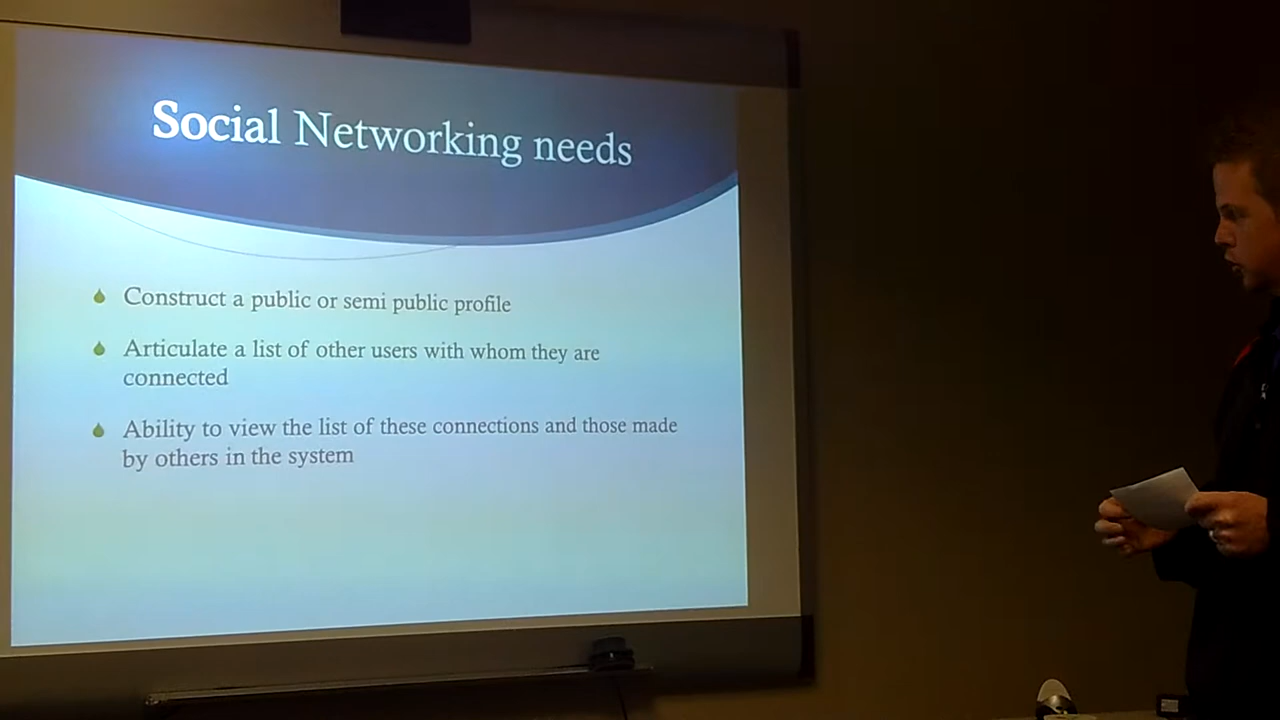 Social Networking needs
Construct a public or semi public profile
Articulate a list of other users with whom they are
connected
Ability to view the list of these connections and those made
by others in the system